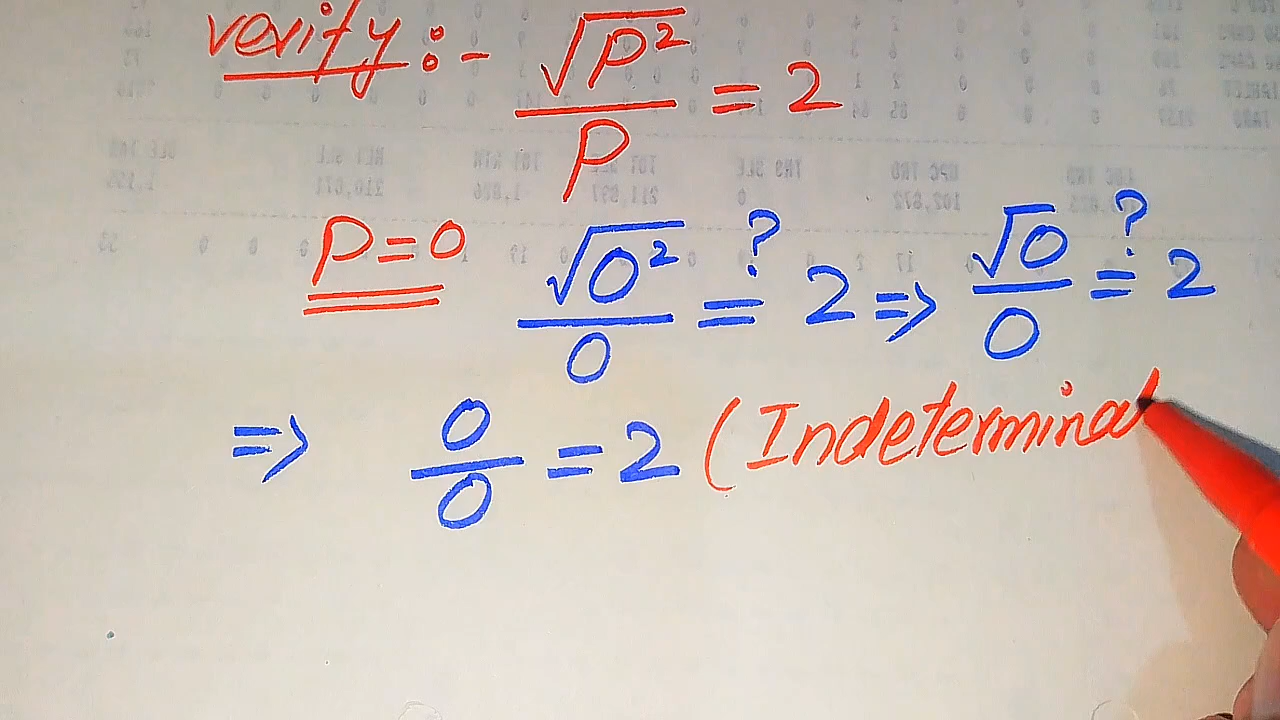 verify :- √p² / p = 2
p = 0 √0² / 0 =? 2 ⇒ √0 / 0 =? 2
⇒ 0 / 0 = 2 (Indeterminat